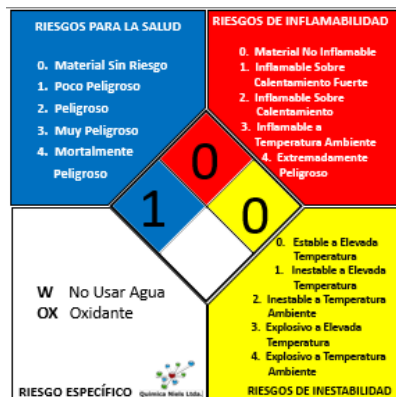 RIESGOS PARA LA SALUD
0. Material Sin Riesgo
1. Poco Peligroso
2. Peligroso
3. Muy Peligroso
4. Mortalmente
Peligroso
RIESGOS DE INFLAMABILIDAD
0. Material No Inflamable
1. Inflamable Sobre
Calentamiento Fuerte
2. Inflamable Sobre
Calentamiento
3. Inflamable a
Temperatura Ambiente
4. Extremadamente
Peligroso
0
1
0
W No Usar Agua
OX Oxidante
Química Niels Ltda.
RIESGO ESPECÍFICO
0. Estable a Elevada
Temperatura
1. Inestable a Elevada
Temperatura
2. Inestable a Temperatura
Ambiente
3. Explosivo a Elevada
Temperatura
4. Explosivo a Temperatura
Ambiente
RIESGOS DE INESTABILIDAD